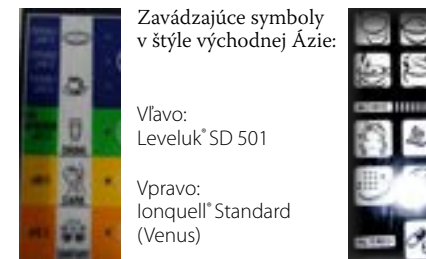 Zavádzajúce symboly
v štýle východnej Ázie:
Vľavo:
Leveluk® SD 501
Vpravo:
Ionquell® Standard
(Venus)